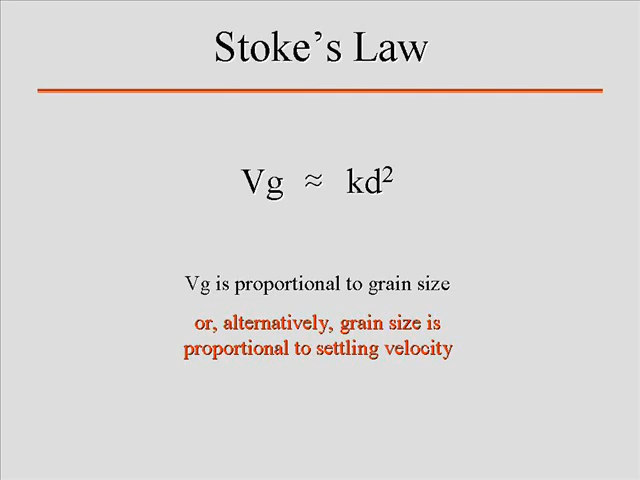 Stoke's Law
Vg ≈ kd²
Vg is proportional to grain size
or, alternatively, grain size is
proportional to settling velocity